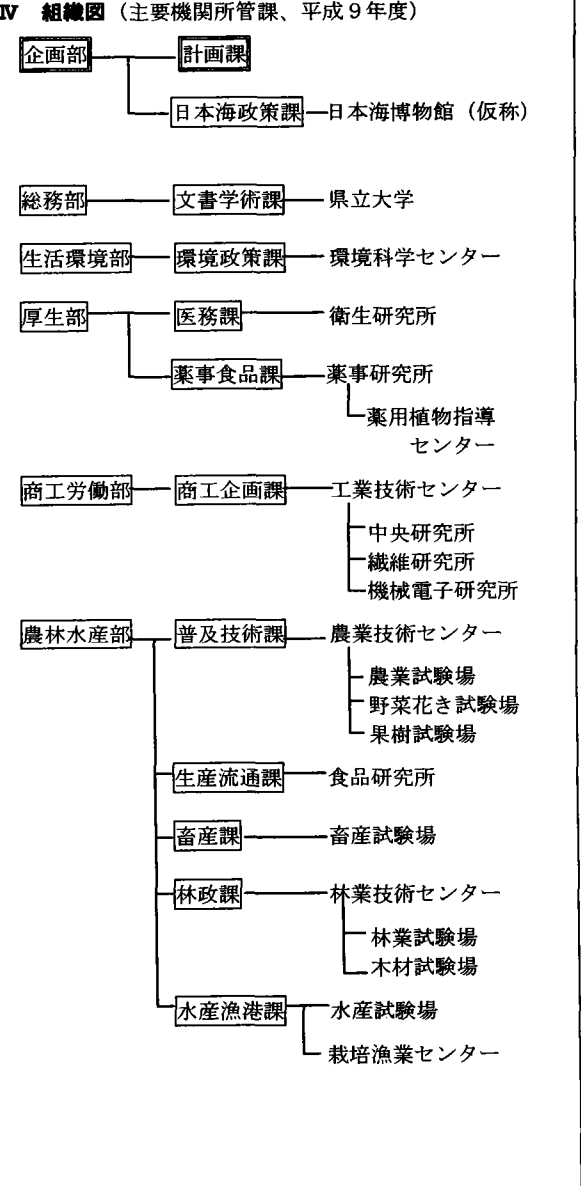 Ⅳ 組織図（主要機関所管課、平成９年度）
企画部 計画課
日本海政策課 日本海博物館（仮称）
総務部 文書学術課 県立大学
生活環境部 環境政策課 環境科学センター
厚生部 医務課 衛生研究所
薬事食品課 薬事研究所
薬用植物指導
センター
商工労働部 商工企画課 工業技術センター
中央研究所
繊維研究所
機械電子研究所
農林水産部 普及技術課 農業技術センター
農業試験場
野菜花き試験場
果樹試験場
生産流通課 食品研究所
畜産課 畜産試験場
林政課 林業技術センター
林業試験場
木材試験場
水産漁港課 水産試験場
栽培漁業センター